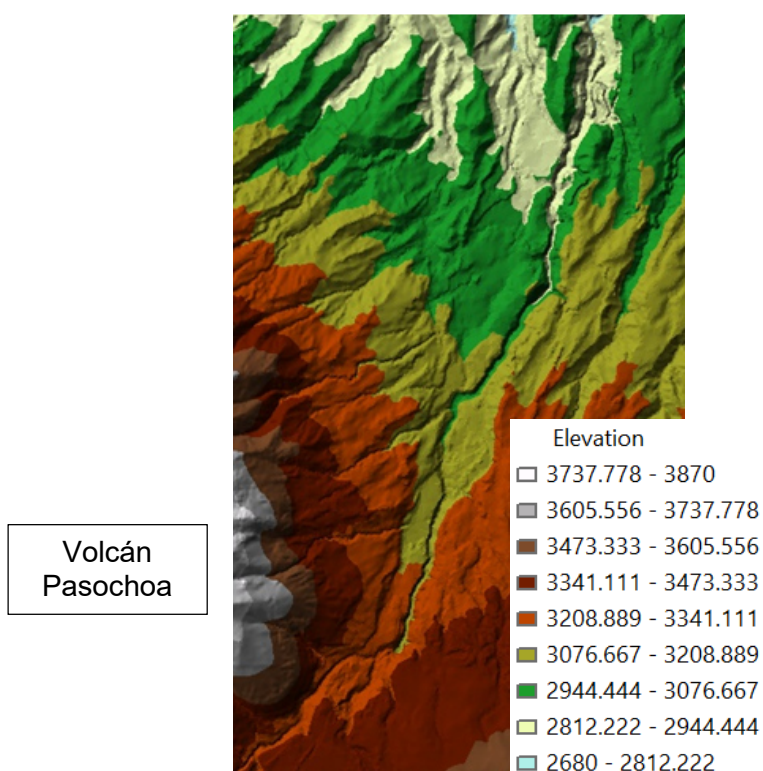 Volcán
Pasochoa
Elevation
3737.778 - 3870
3605.556 - 3737.778
3473.333 - 3605.556
3341.111 - 3473.333
3208.889 - 3341.111
3076.667 - 3208.889
2944.444 - 3076.667
2812.222 - 2944.444
2680 - 2812.222